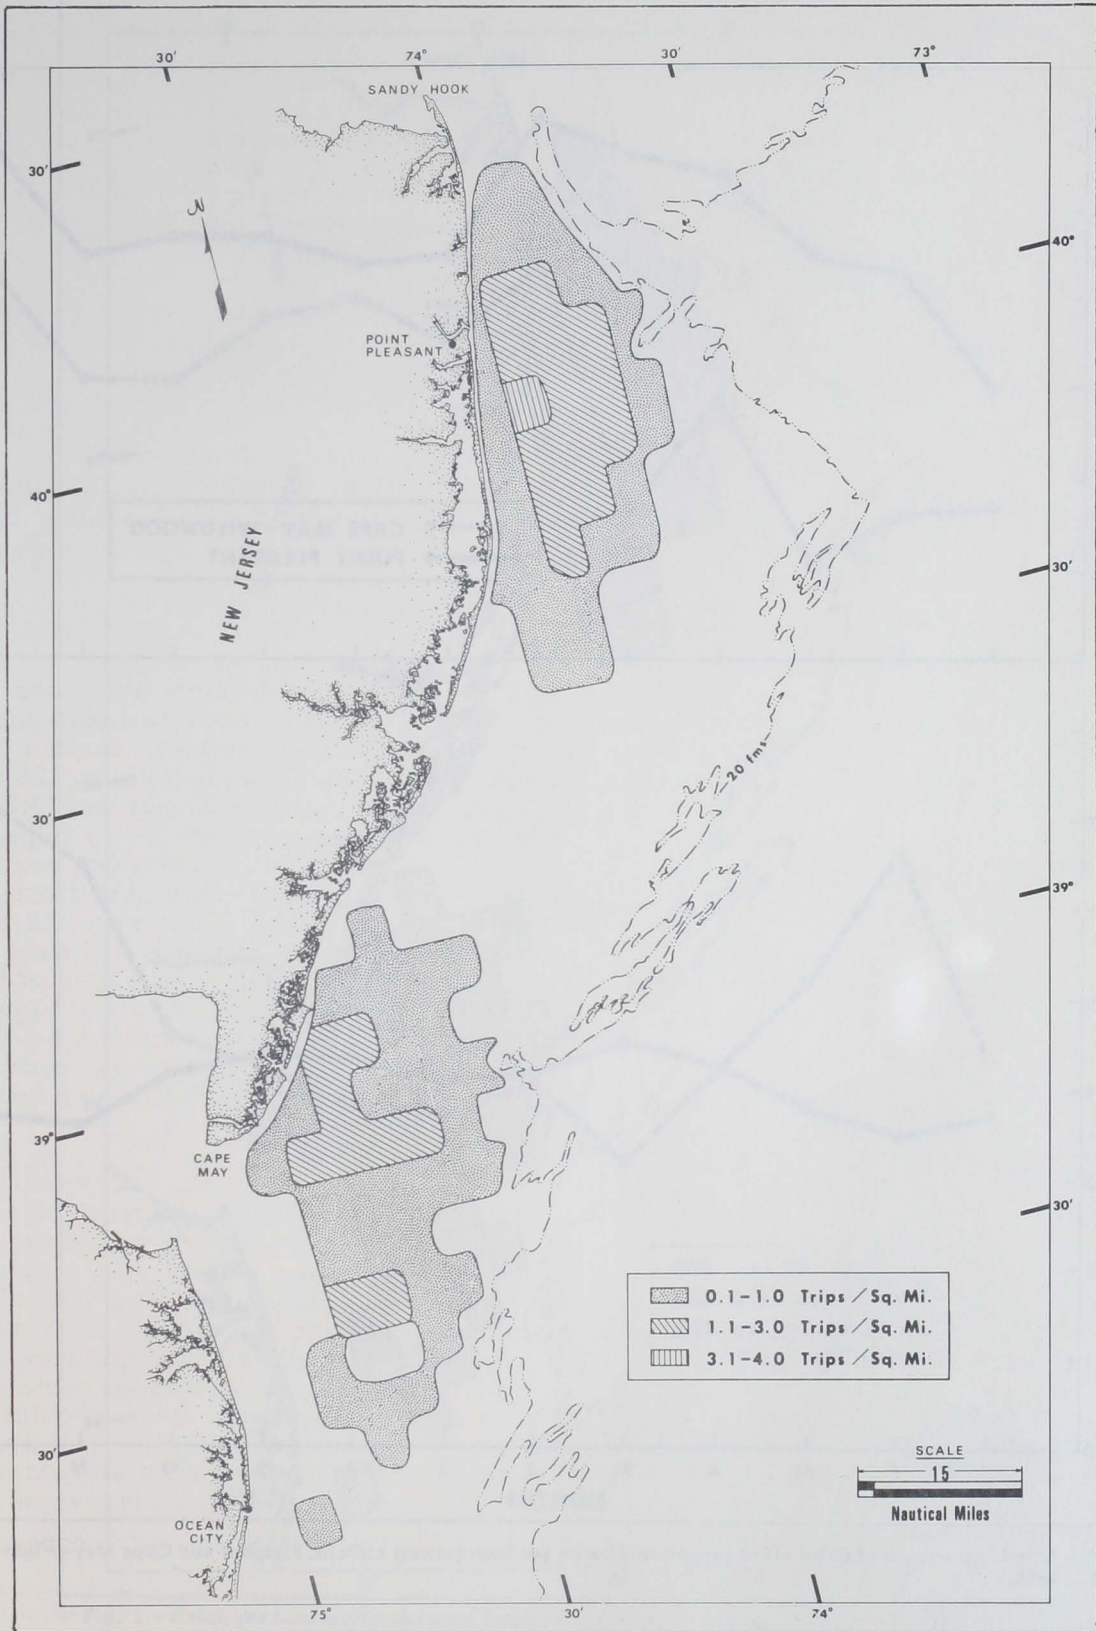 30′
74°
30′
73°
SANDY HOOK
30′
N
40°
POINT
PLEASANT
40°
NEW JERSEY
30′
20 fms
30′
39°
39°
CAPE
MAY
30′
0.1–1.0 Trips / Sq. Mi.
1.1–3.0 Trips / Sq. Mi.
3.1–4.0 Trips / Sq. Mi.
30′
SCALE
15
Nautical Miles
OCEAN
CITY
75°
30′
74°